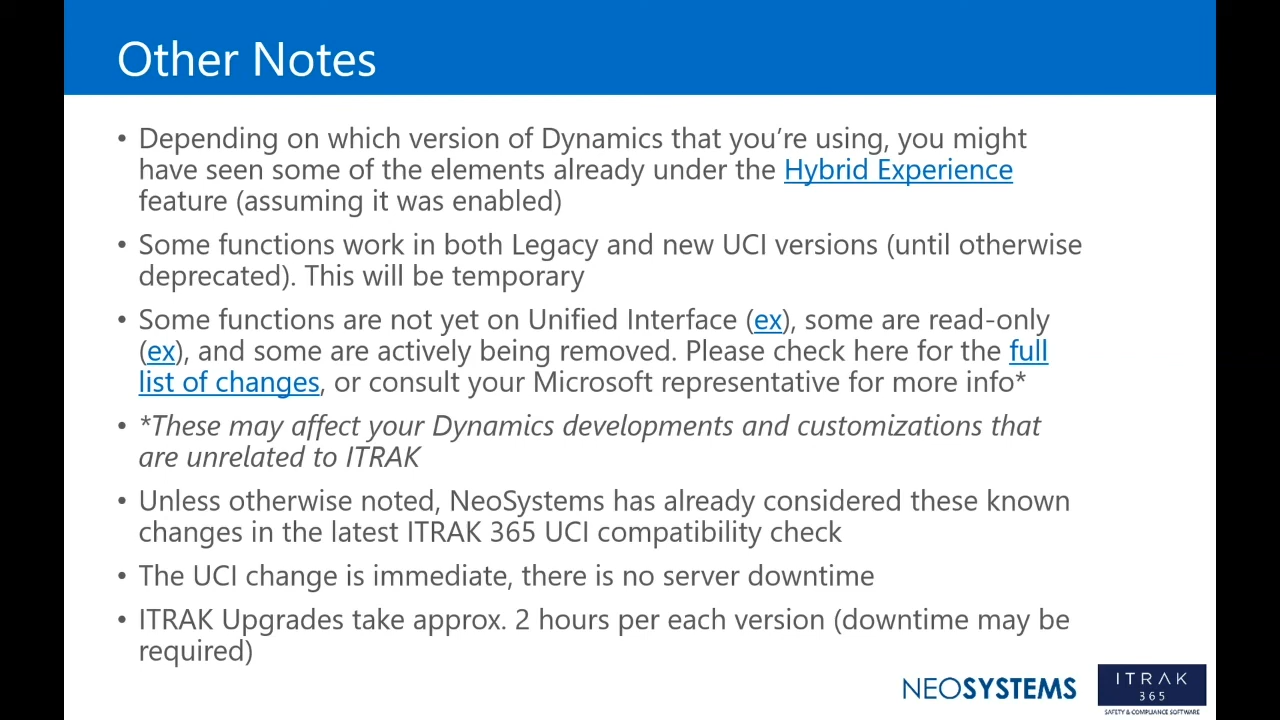 Other Notes
• Depending on which version of Dynamics that you're using, you might
have seen some of the elements already under the Hybrid Experience
feature (assuming it was enabled)
• Some functions work in both Legacy and new UCI versions (until otherwise
deprecated). This will be temporary
• Some functions are not yet on Unified Interface (ex), some are read-only
(ex), and some are actively being removed. Please check here for the full
list of changes, or consult your Microsoft representative for more info*
• *These may affect your Dynamics developments and customizations that
are unrelated to ITRAK
• Unless otherwise noted, NeoSystems has already considered these known
changes in the latest ITRAK 365 UCI compatibility check
• The UCI change is immediate, there is no server downtime
• ITRAK Upgrades take approx. 2 hours per each version (downtime may be
required)
NEOSYSTEMS
ITRAK
365
SAFETY & COMPLIANCE SOFTWARE